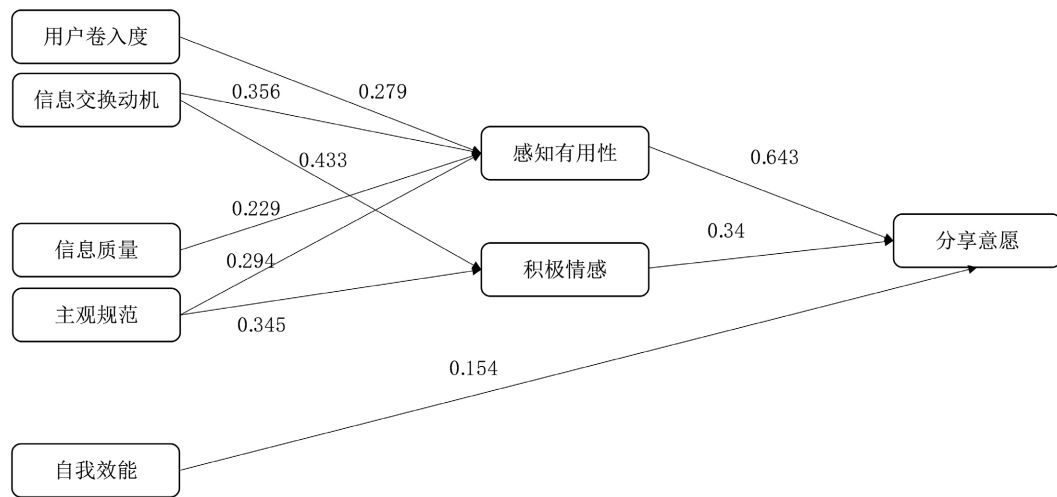 用户卷入度
信息交换动机
0.356
0.279
感知有用性
0.433
0.643
0.229
信息质量
0.34
分享意愿
0.294
积极情感
主观规范
0.345
0.154
自我效能